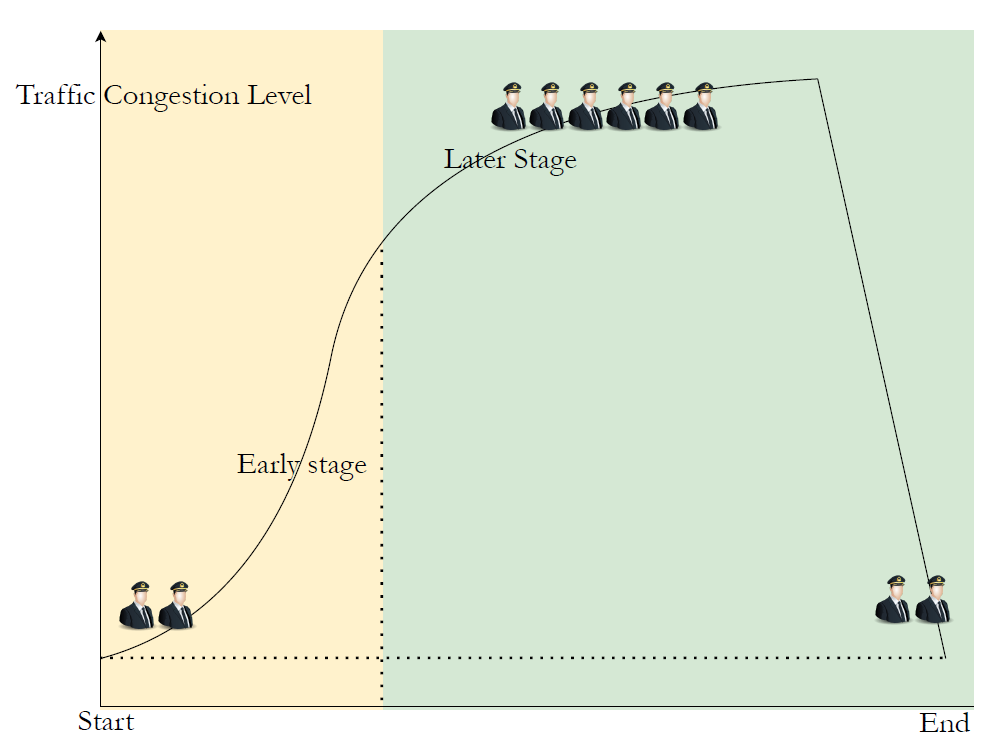 Traffic Congestion Level
Later Stage
Early stage
Start
End